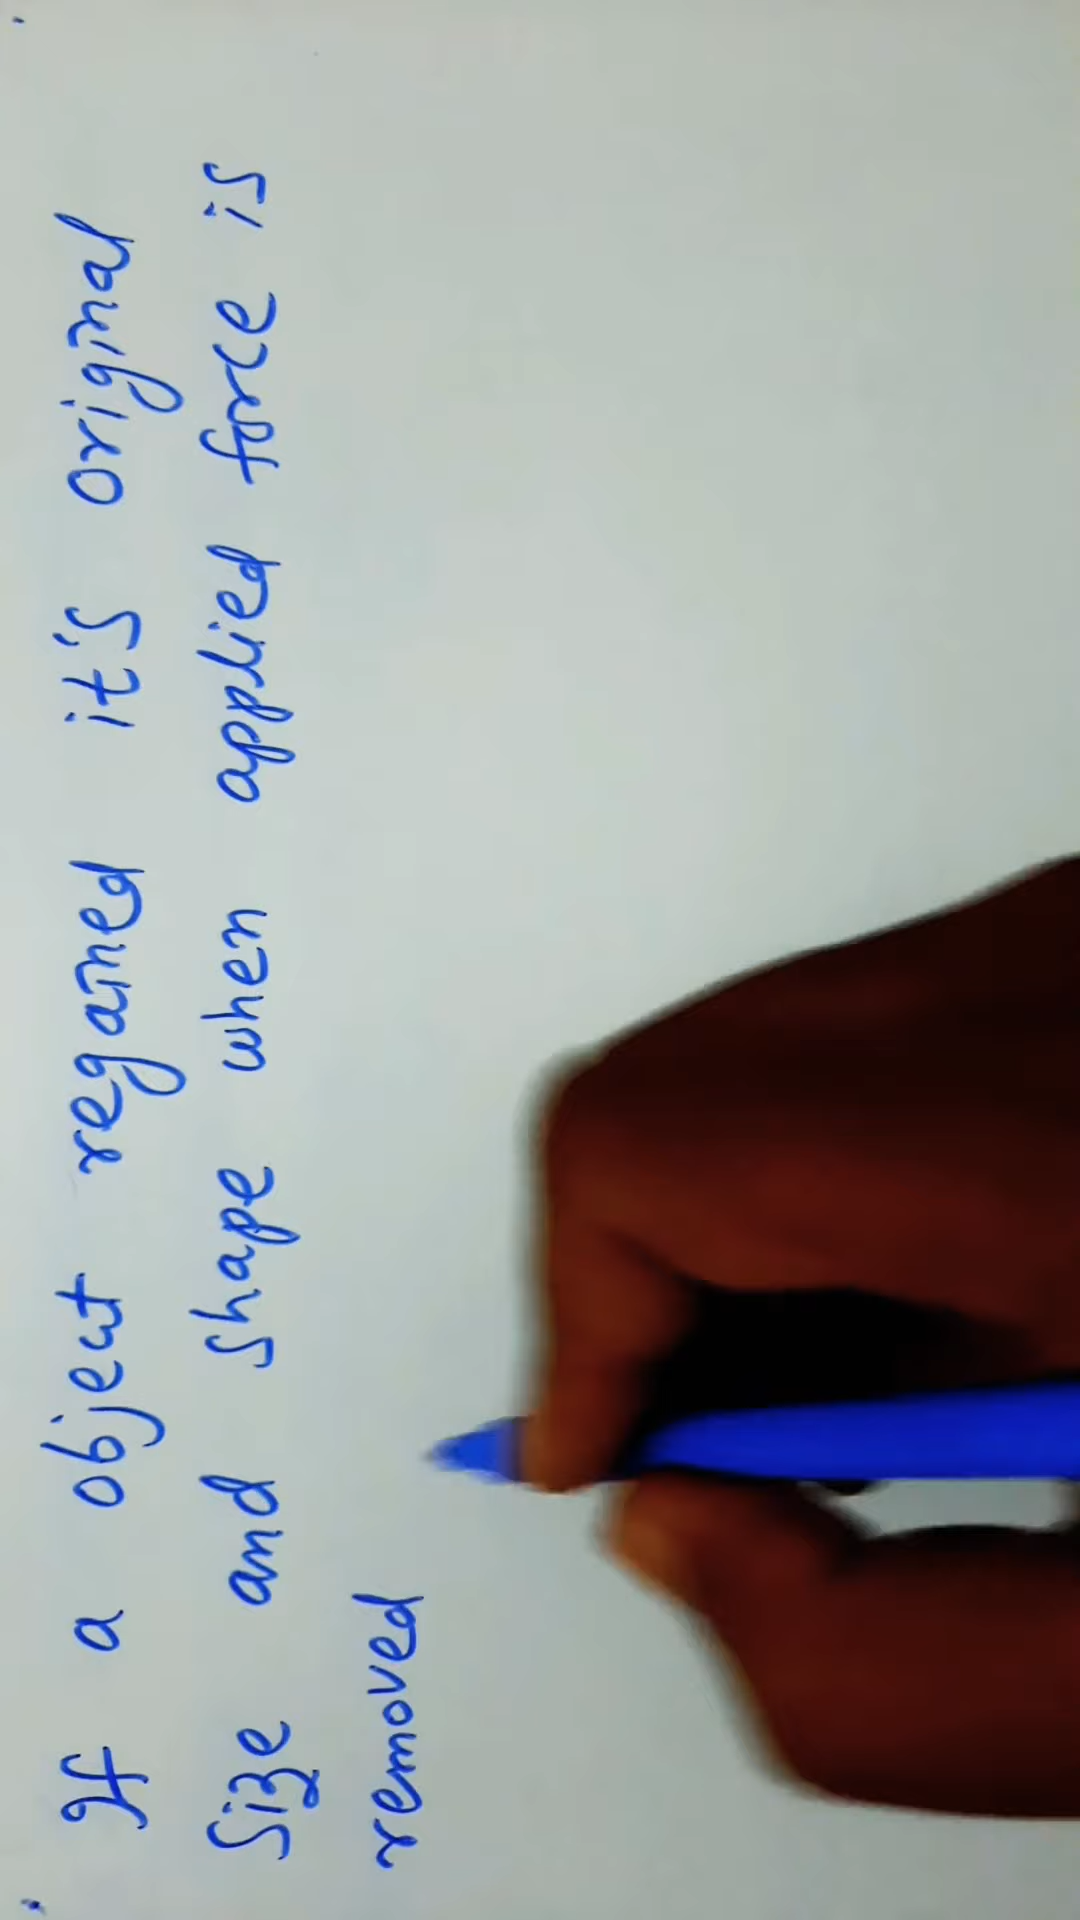 If a object regained it's original
size and shape when applied force is
removed